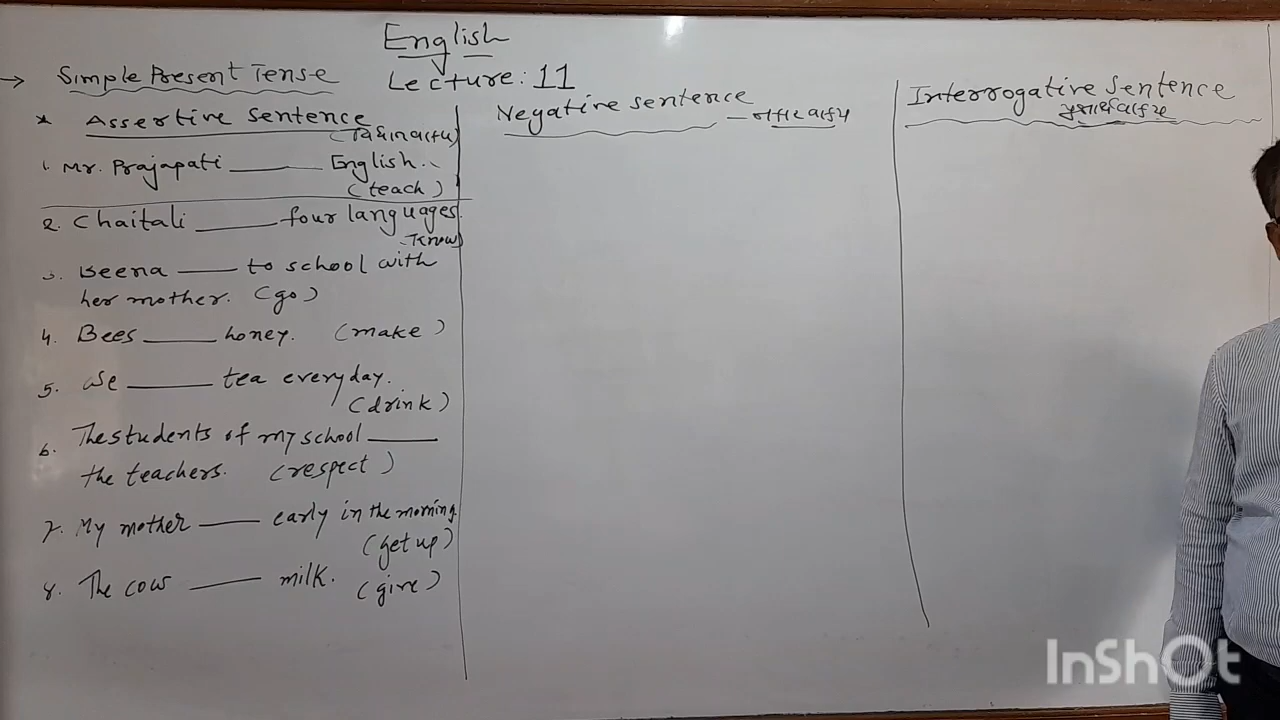 English
Lecture: 11
→ Simple Present Tense
* Assertive Sentence
1. Mr. Prajapati ______ English.
(teach)
2. Chaitali ______ four languages.
(know)
3. Beena ______ to school with
her mother. (go)
4. Bees ______ honey. (make)
5. We ______ tea everyday.
(drink)
6. The students of my school ______
the teachers. (respect)
7. My mother ______ early in the morning.
(get up)
8. The cow ______ milk. (give)
Negative sentence
Interrogative Sentence
InShOt